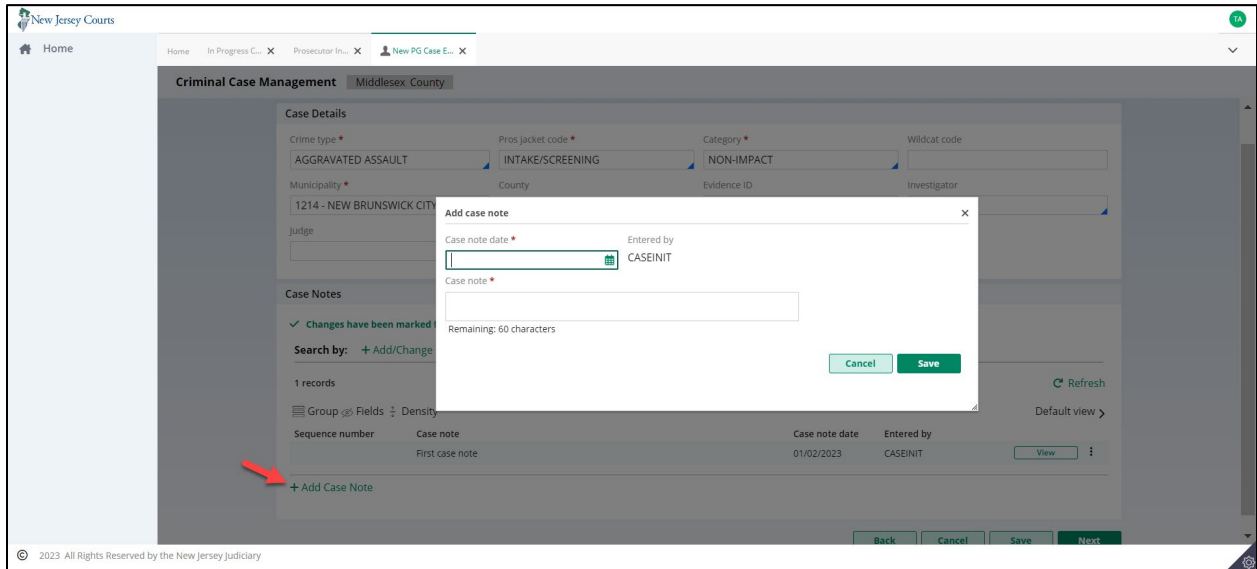 New Jersey Courts
TA
Home
Home In Progress C... Prosecutor In... New PG Case E...
Criminal Case Management Middlesex County
Case Details
Crime type * Pros jacket code * Category * Wildcat code
AGGRAVATED ASSAULT INTAKE/SCREENING NON-IMPACT
Municipality * County Evidence ID Investigator
1214 - NEW BRUNSWICK CITY
Judge
Add case note
Case note date * Entered by
CASEINIT
Case note *
Remaining: 60 characters
Cancel Save
Case Notes
Changes have been marked
Search by: + Add/Change
1 records Refresh
Group Fields Density Default view
Sequence number Case note Case note date Entered by
First case note 01/02/2023 CASEINIT View
+ Add Case Note
Back Cancel Save Next
© 2023 All Rights Reserved by the New Jersey Judiciary